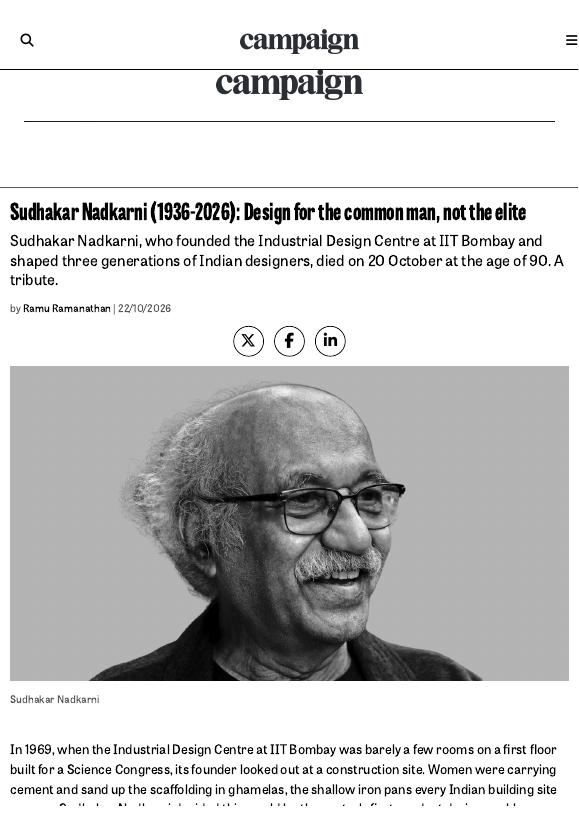 campaign
campaign
Sudhakar Nadkarni (1936-2026): Design for the common man, not the elite
Sudhakar Nadkarni, who founded the Industrial Design Centre at IIT Bombay and
shaped three generations of Indian designers, died on 20 October at the age of 90. A
tribute.
by Ramu Ramanathan | 22/10/2026
Sudhakar Nadkarni
In 1969, when the Industrial Design Centre at IIT Bombay was barely a few rooms on a first floor
built for a Science Congress, its founder looked out at a construction site. Women were carrying
cement and sand up the scaffolding in ghamelas, the shallow iron pans every Indian building site